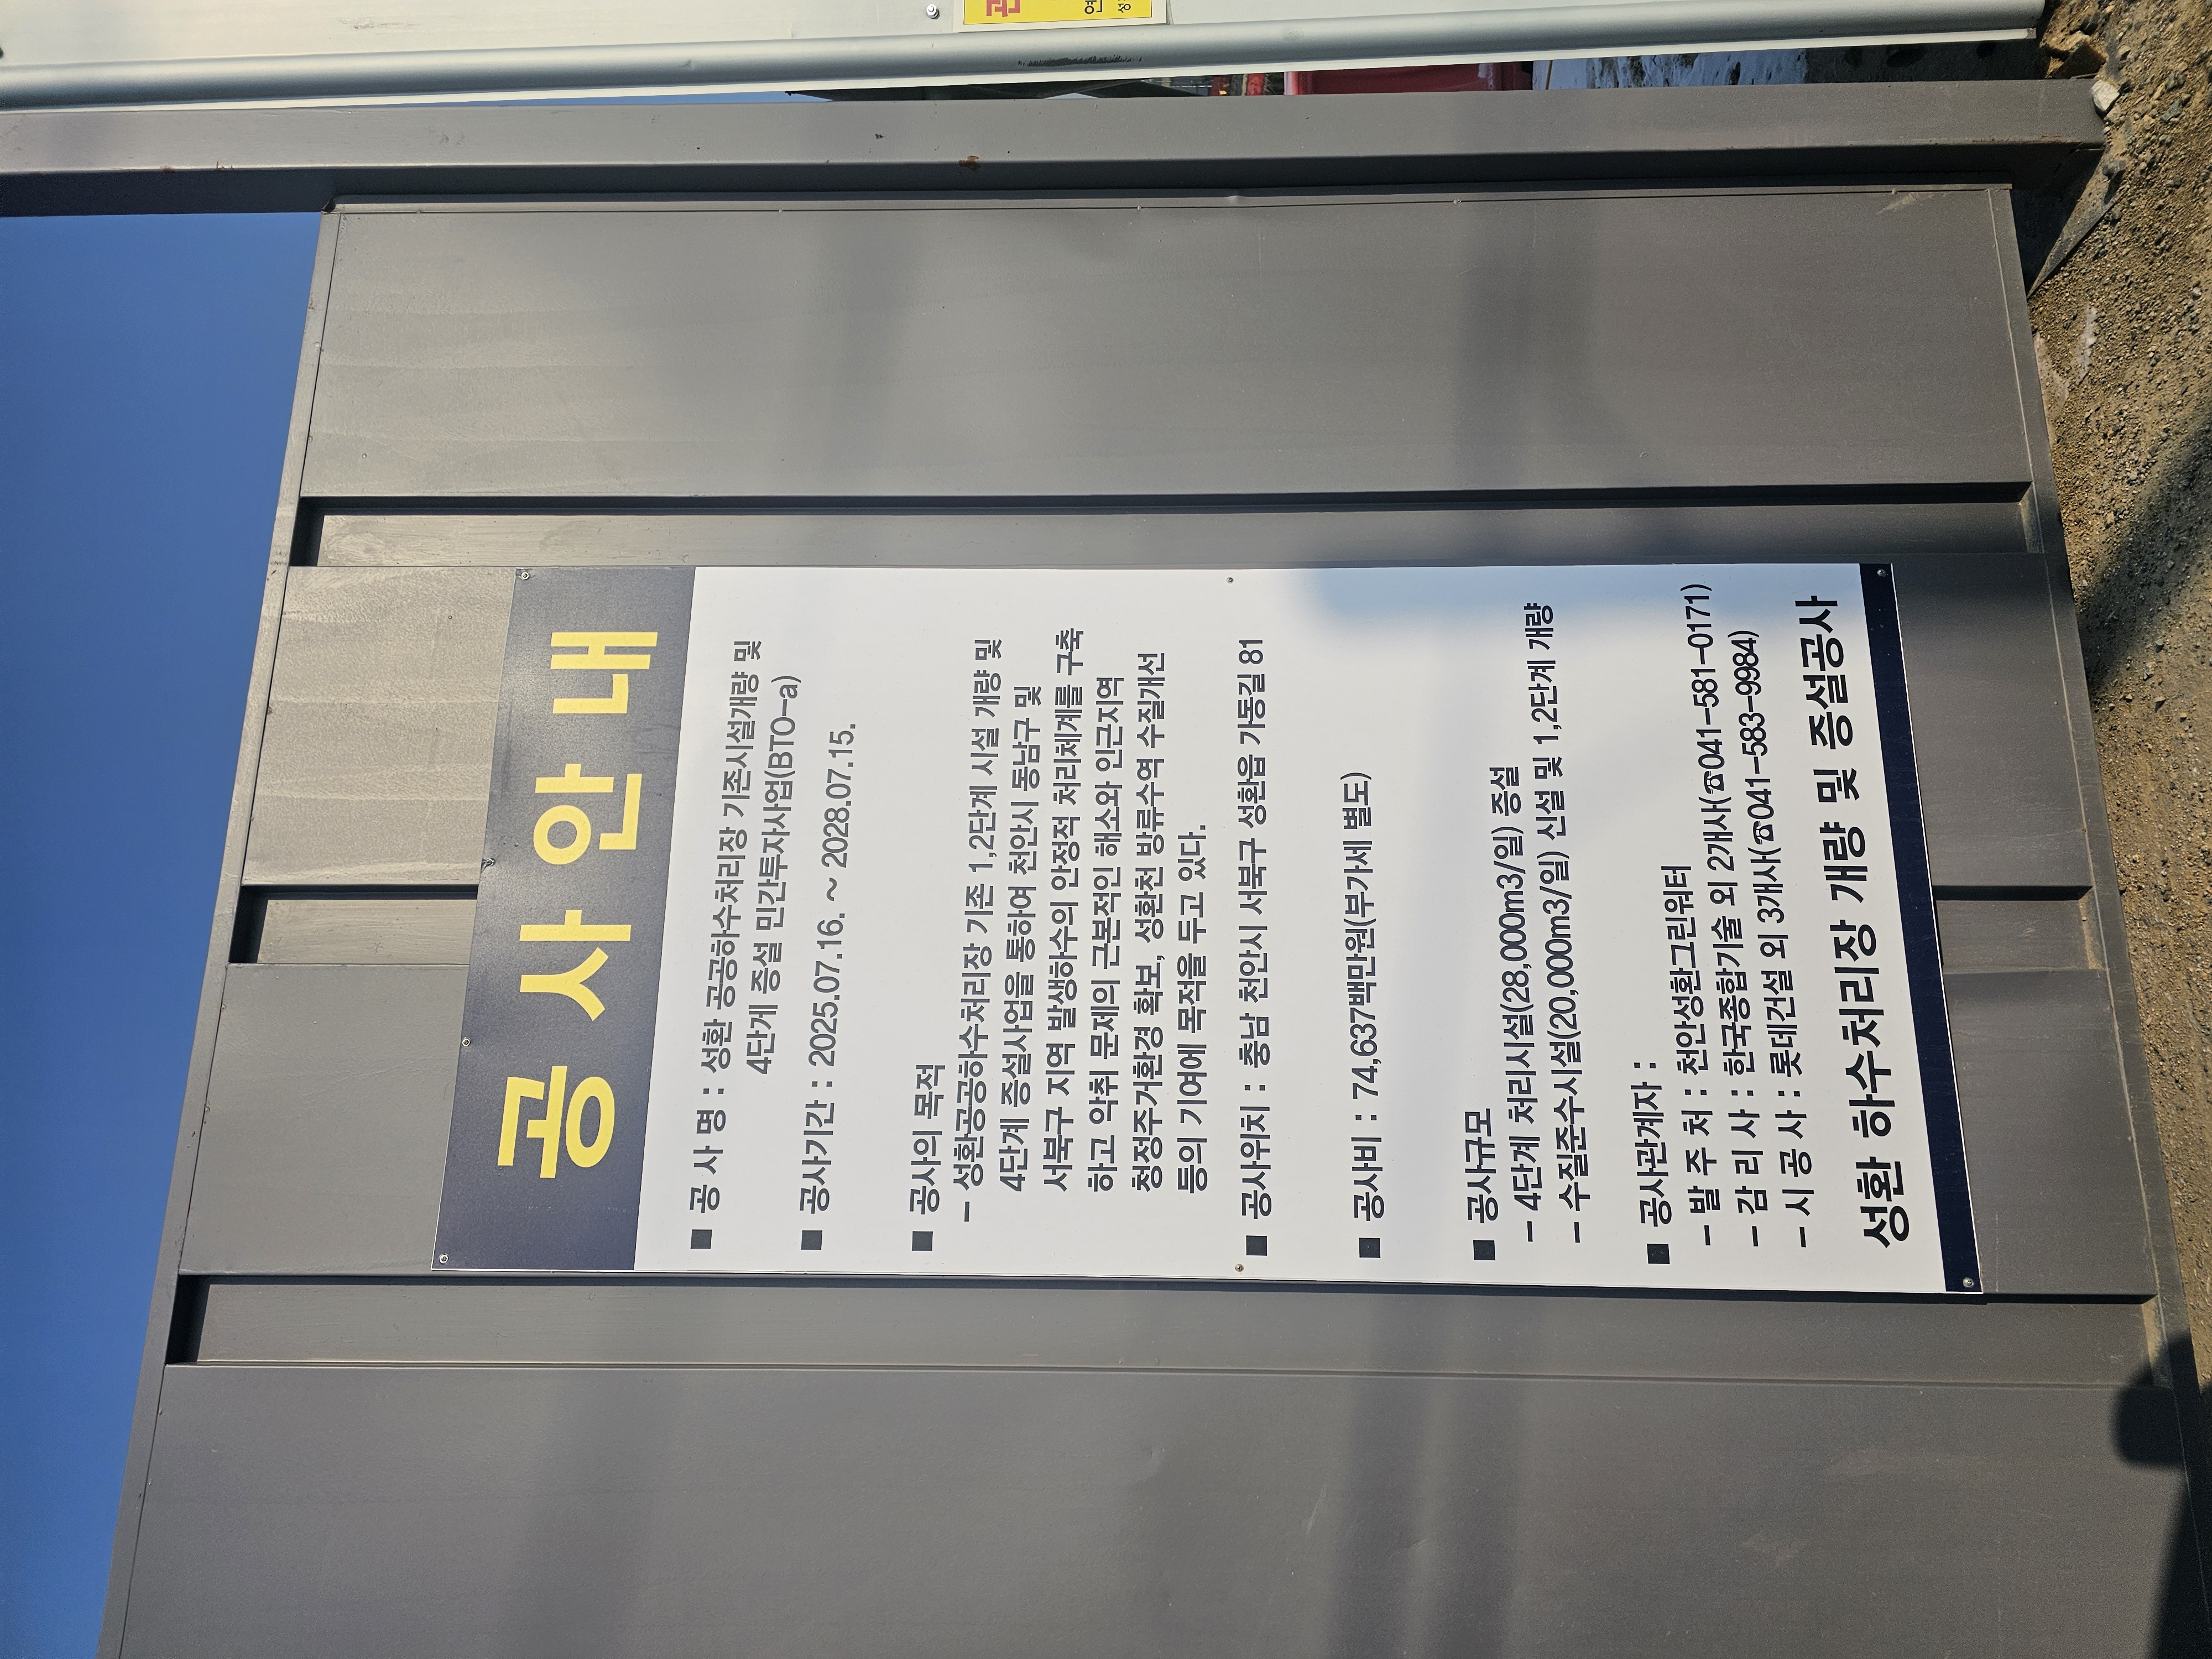 공 사 안 내
■ 공 사 명 : 성환 공공하수처리장 기존시설개량 및
4단계 증설 민간투자사업(BTO-a)
■ 공사기간 : 2025.07.16. ~ 2028.07.15.
■ 공사의 목적
- 성환공공하수처리장 기존 1,2단계 시설 개량 및
4단계 증설사업을 통하여 천안시 동남구 및
서북구 지역 발생하수의 안정적 처리체계를 구축
하고 악취 문제의 근본적인 해소와 인근지역
청정주거환경 확보, 성환천 방류수역 수질개선
등의 기여에 목적을 두고 있다.
■ 공사위치 : 충남 천안시 서북구 성환읍 가동길 81
■ 공사비 : 74,637백만원(부가세 별도)
■ 공사규모
- 4단계 처리시설(28,000m3/일) 증설
- 수질준수시설(20,000m3/일) 신설 및 1,2단계 개량
■ 공사관계자 :
- 발 주 처 : 천안성환그린워터
- 감 리 사 : 한국종합기술 외 2개사(☎041-581-0171)
- 시 공 사 : 롯데건설 외 3개사(☎041-583-9984)
성환 하수처리장 개량 및 증설공사